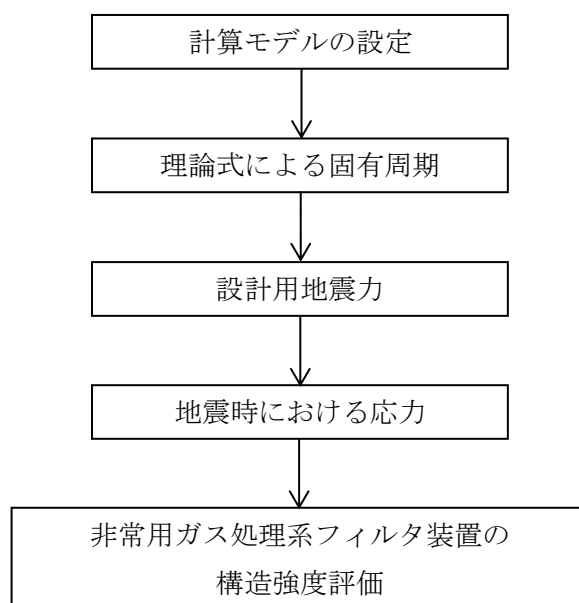 計算モデルの設定
理論式による固有周期
設計用地震力
地震時における応力
非常用ガス処理系フィルタ装置の
構造強度評価